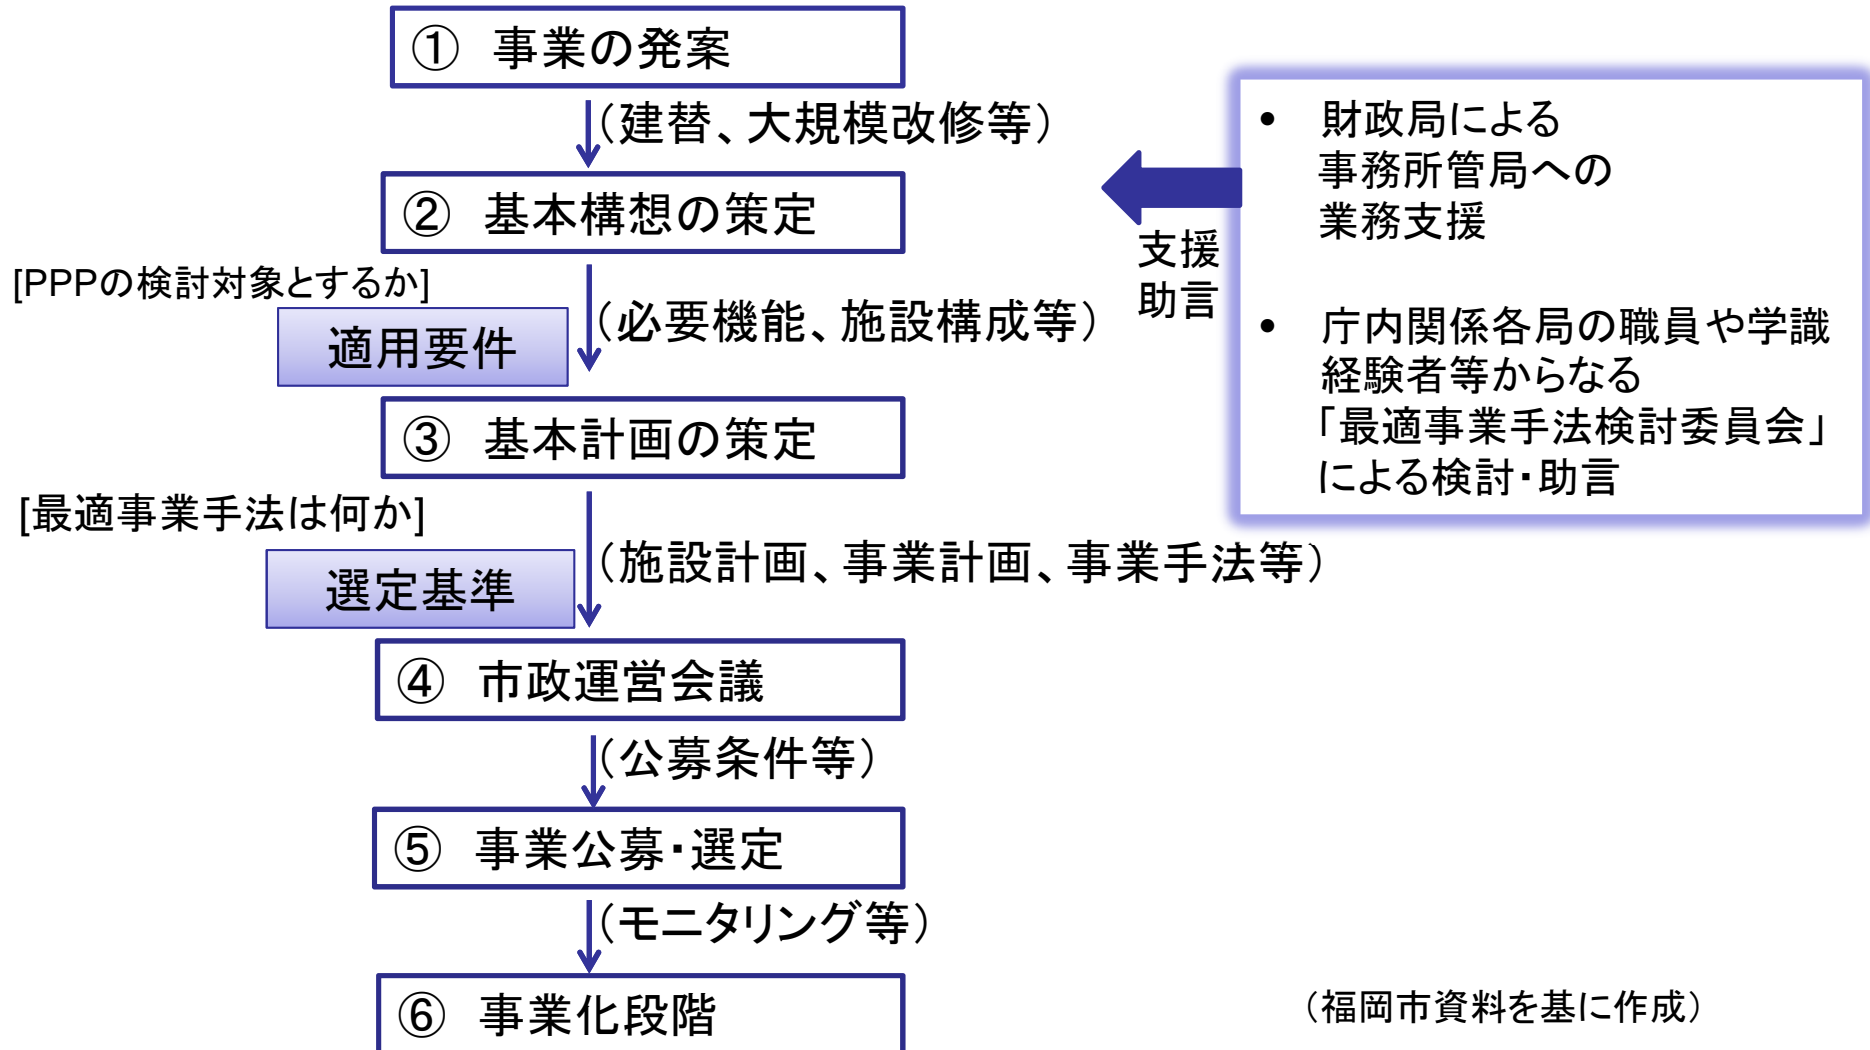 ① 事業の発案
（建替、大規模改修等）
② 基本構想の策定
[PPPの検討対象とするか]
適用要件
（必要機能、施設構成等）
③ 基本計画の策定
[最適事業手法は何か]
選定基準
（施設計画、事業計画、事業手法等）
④ 市政運営会議
（公募条件等）
⑤ 事業公募・選定
（モニタリング等）
⑥ 事業化段階
支援
助言
• 財政局による
事務所管局への
業務支援
• 庁内関係各局の職員や学識
経験者等からなる
「最適事業手法検討委員会」
による検討・助言
（福岡市資料を基に作成）